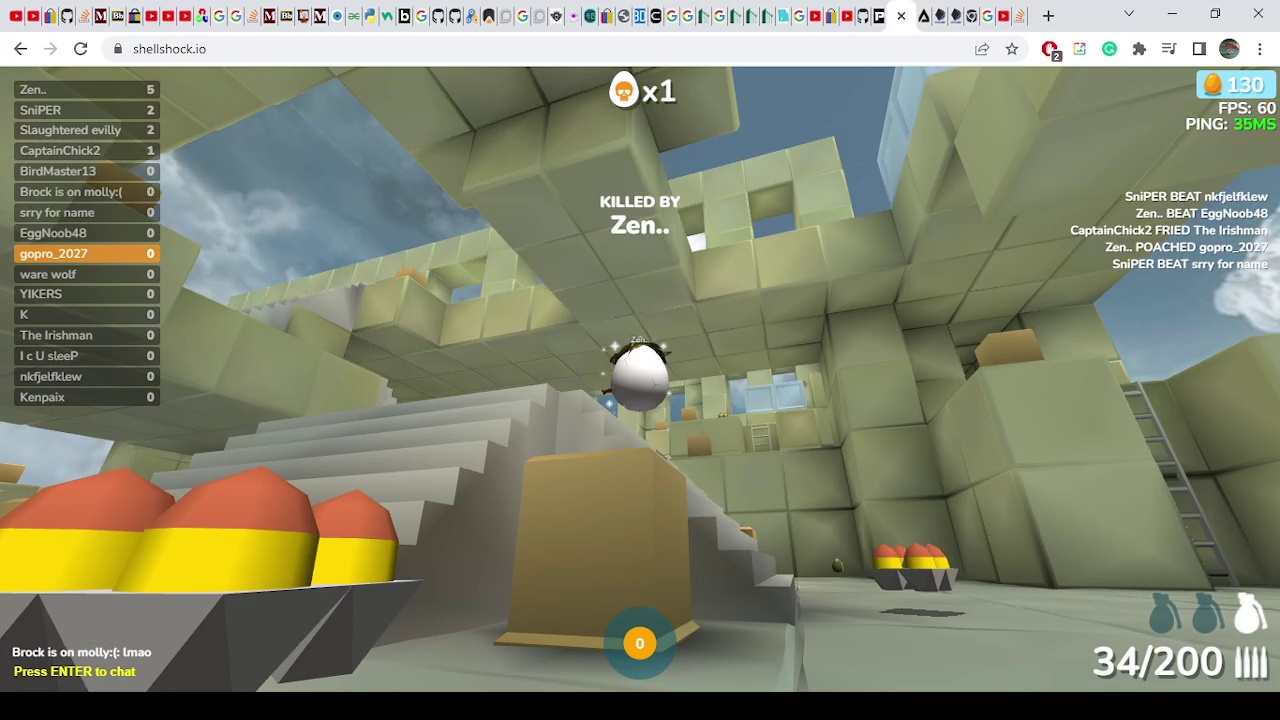 shellshock.io
2
Zen.. 5
SniPER 2
Slaughtered evilly 2
CaptainChick2 1
BirdMaster13 0
Brock is on molly:( 0
srry for name 0
EggNoob48 0
gopro_2027 0
ware wolf 0
YIKERS 0
K 0
The Irishman 0
I c U sleeP 0
nkfjelfklew 0
Kenpaix 0
x1
KILLED BY
Zen..
Zen..
130
FPS: 60
PING: 35MS
SniPER BEAT nkfjelfklew
Zen.. BEAT EggNoob48
CaptainChick2 FRIED The Irishman
Zen.. POACHED gopro_2027
SniPER BEAT srry for name
0
34/200
Brock is on molly:(: lmao
Press ENTER to chat